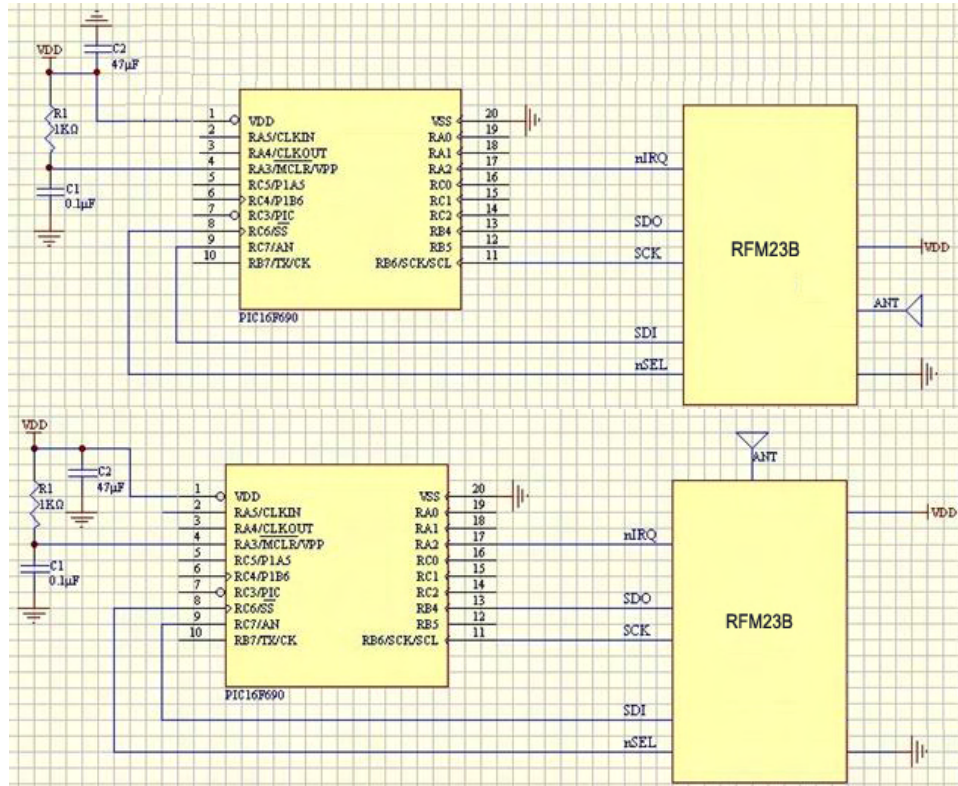 C2
VDD
47µF
R1
1KΩ
C1
0.1µF
1 VDD VSS 20
2 RA5/CLKIN RA0 19
3 RA4/CLKOUT RA1 18
4 RA3/MCLR/VPP RA2 17
5 RC5/P1A5 RC0 16
6 RC4/P1B6 RC1 15
7 RC3/PIC RC2 14
8 RC6/SS RB4 13
9 RC7/AN RB5 12
10 RB7/TX/CK RB6/SCK/SCL 11
PIC16F690
nIRQ
SDO
SCK
SDI
nSEL
RFM23B
VDD
ANT
VDD
C2
47µF
R1
1KΩ
C1
0.1µF
1 VDD VSS 20
2 RA5/CLKIN RA0 19
3 RA4/CLKOUT RA1 18
4 RA3/MCLR/VPP RA2 17
5 RC5/P1A5 RC0 16
6 RC4/P1B6 RC1 15
7 RC3/PIC RC2 14
8 RC6/SS RB4 13
9 RC7/AN RB5 12
10 RB7/TX/CK RB6/SCK/SCL 11
PIC16F690
nIRQ
SDO
SCK
SDI
nSEL
ANT
RFM23B
VDD